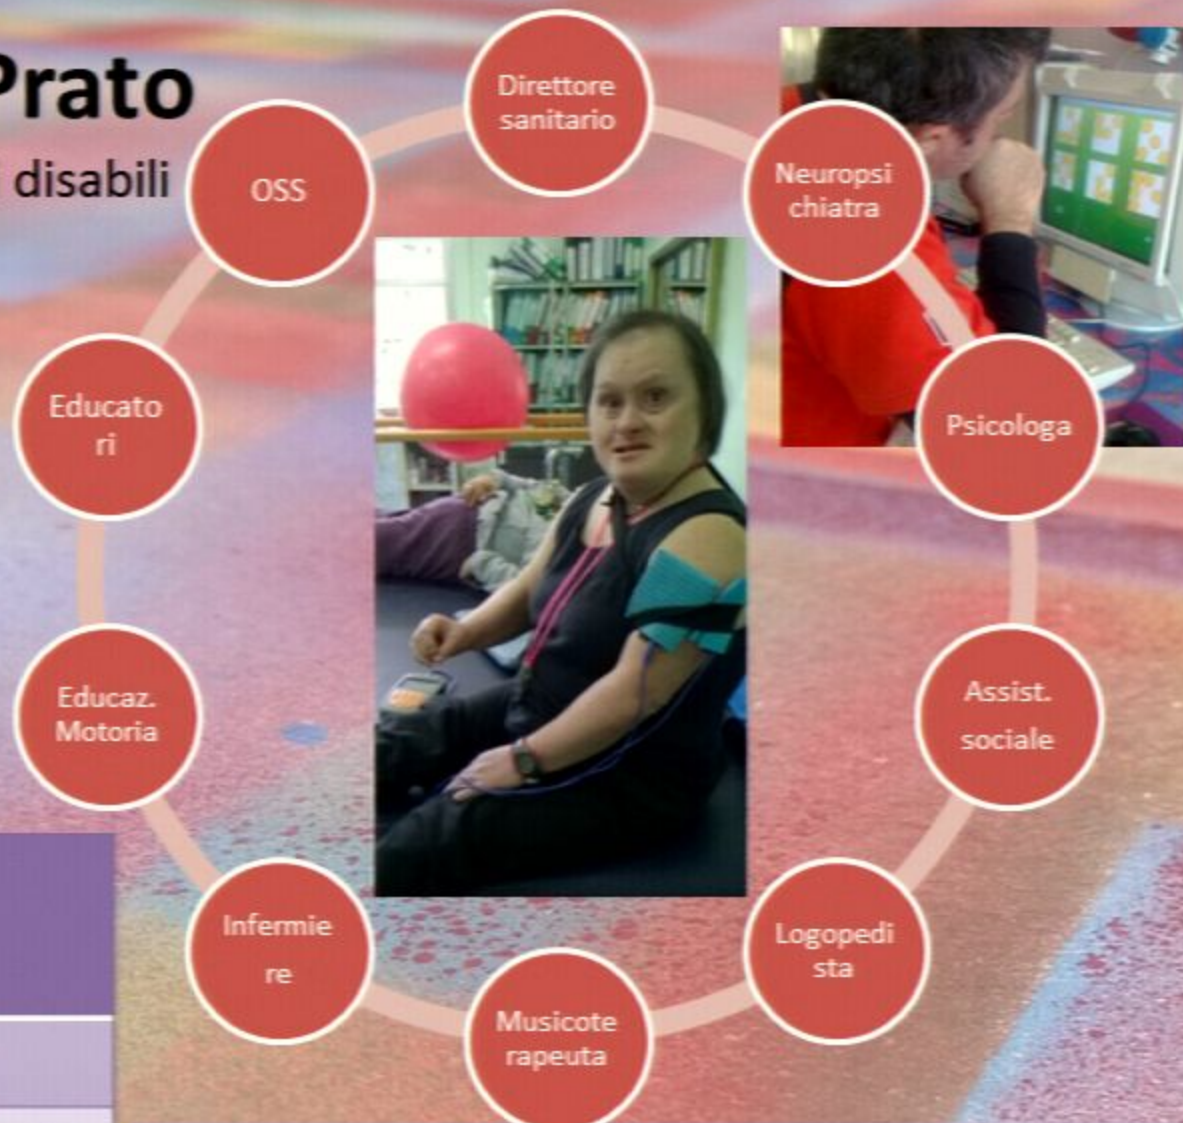 Prato
disabili
Direttore
sanitario
Neuropsi
chiatra
Psicologa
Assist.
sociale
Logopedi
sta
Musicote
rapeuta
Infermie
re
Educaz.
Motoria
Educato
ri
OSS